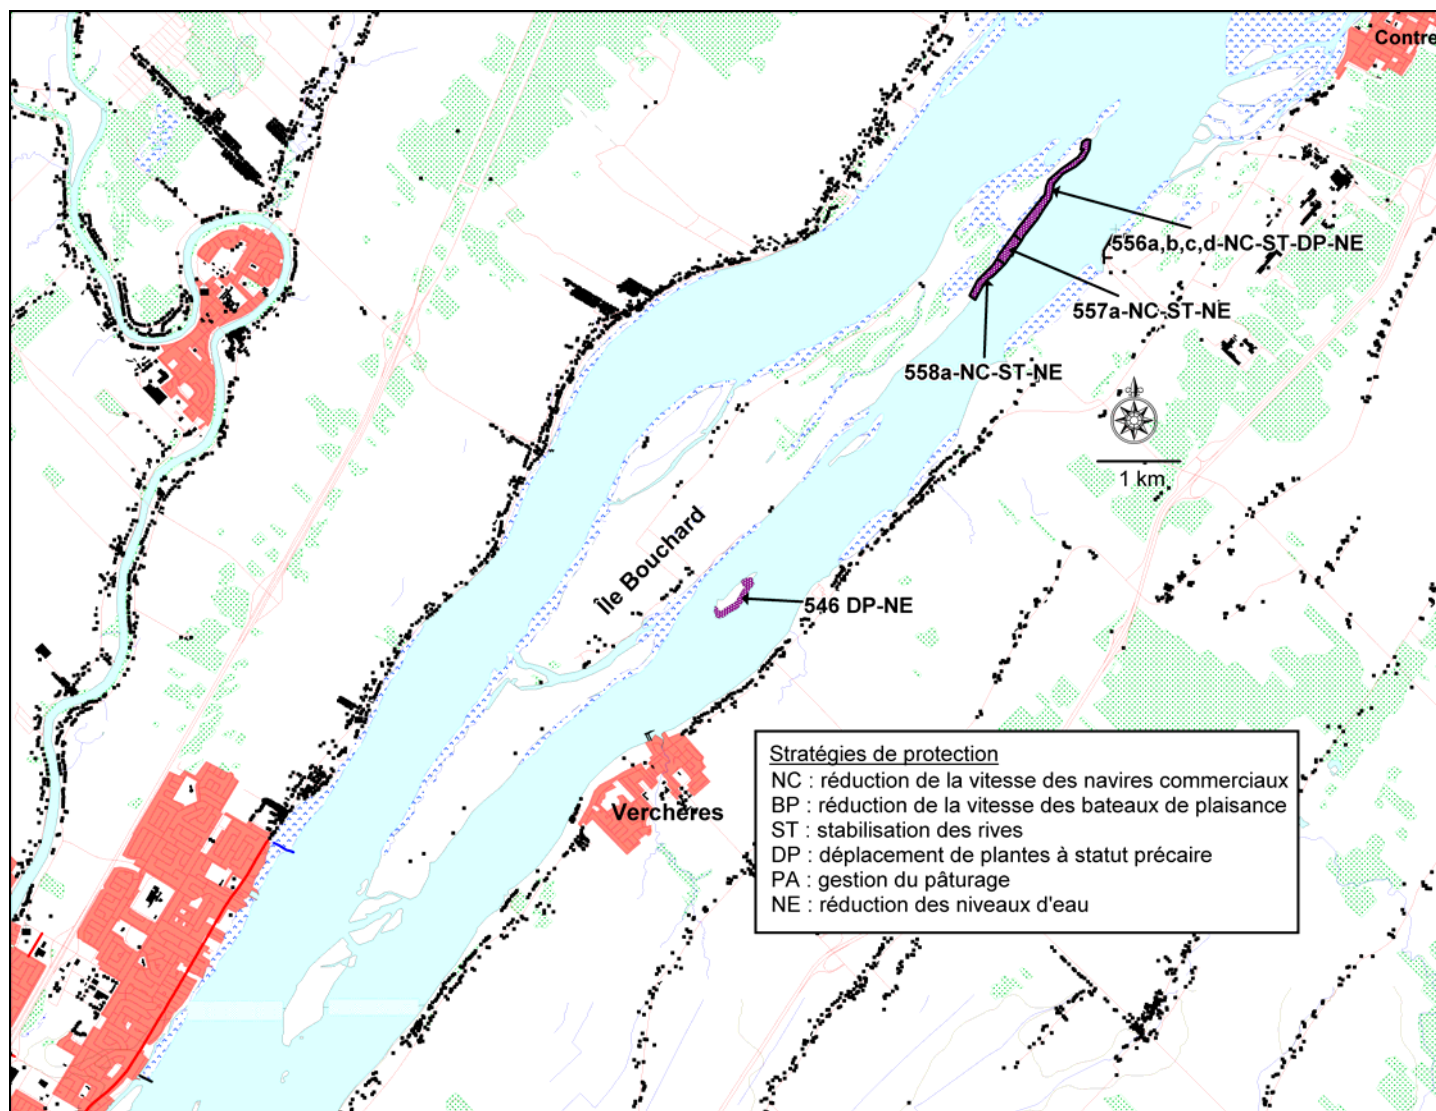 Contre
556a,b,c,d-NC-ST-DP-NE
557a-NC-ST-NE
558a-NC-ST-NE
1 km
Île Bouchard
546 DP-NE
Verchères
Stratégies de protection
NC : réduction de la vitesse des navires commerciaux
BP : réduction de la vitesse des bateaux de plaisance
ST : stabilisation des rives
DP : déplacement de plantes à statut précaire
PA : gestion du pâturage
NE : réduction des niveaux d'eau